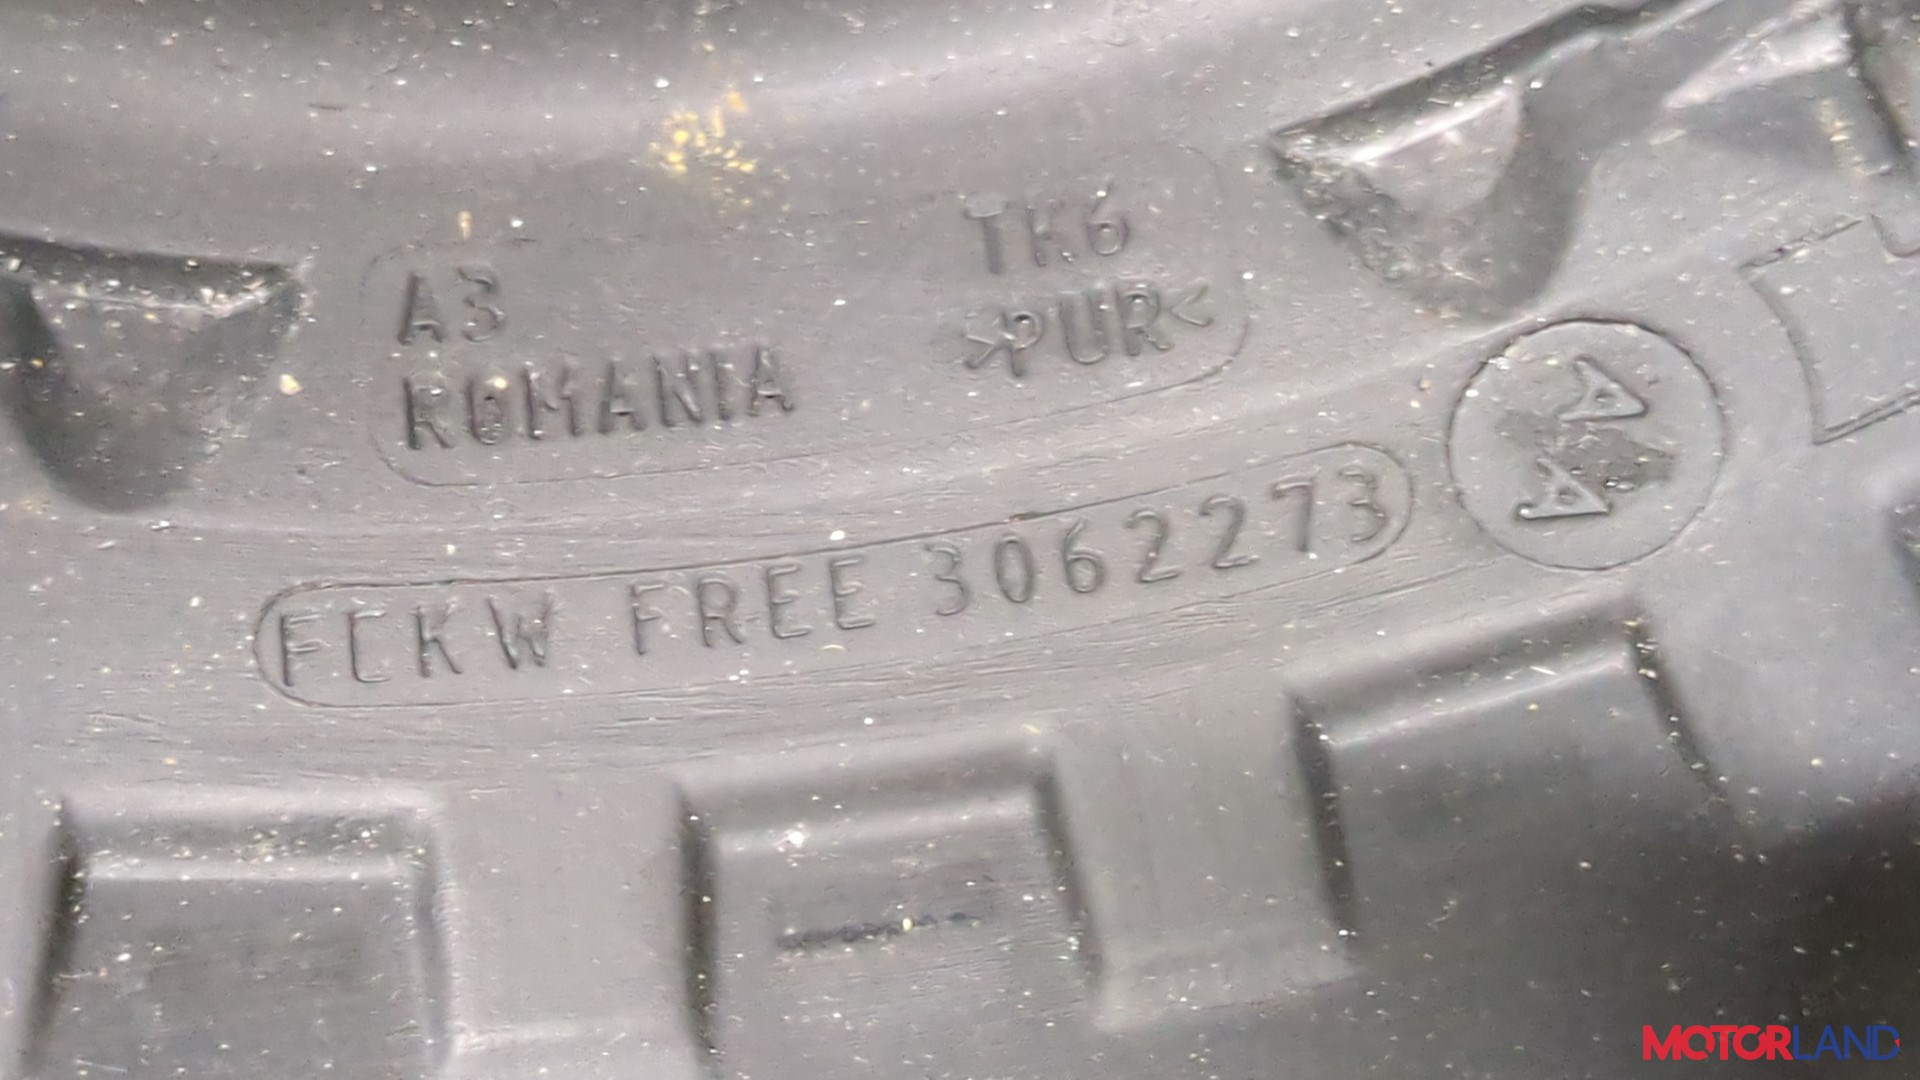 A3
ROMANIA
TK6
>PUR<
FCKW FREE 3062273
A
A
MOTORLAND